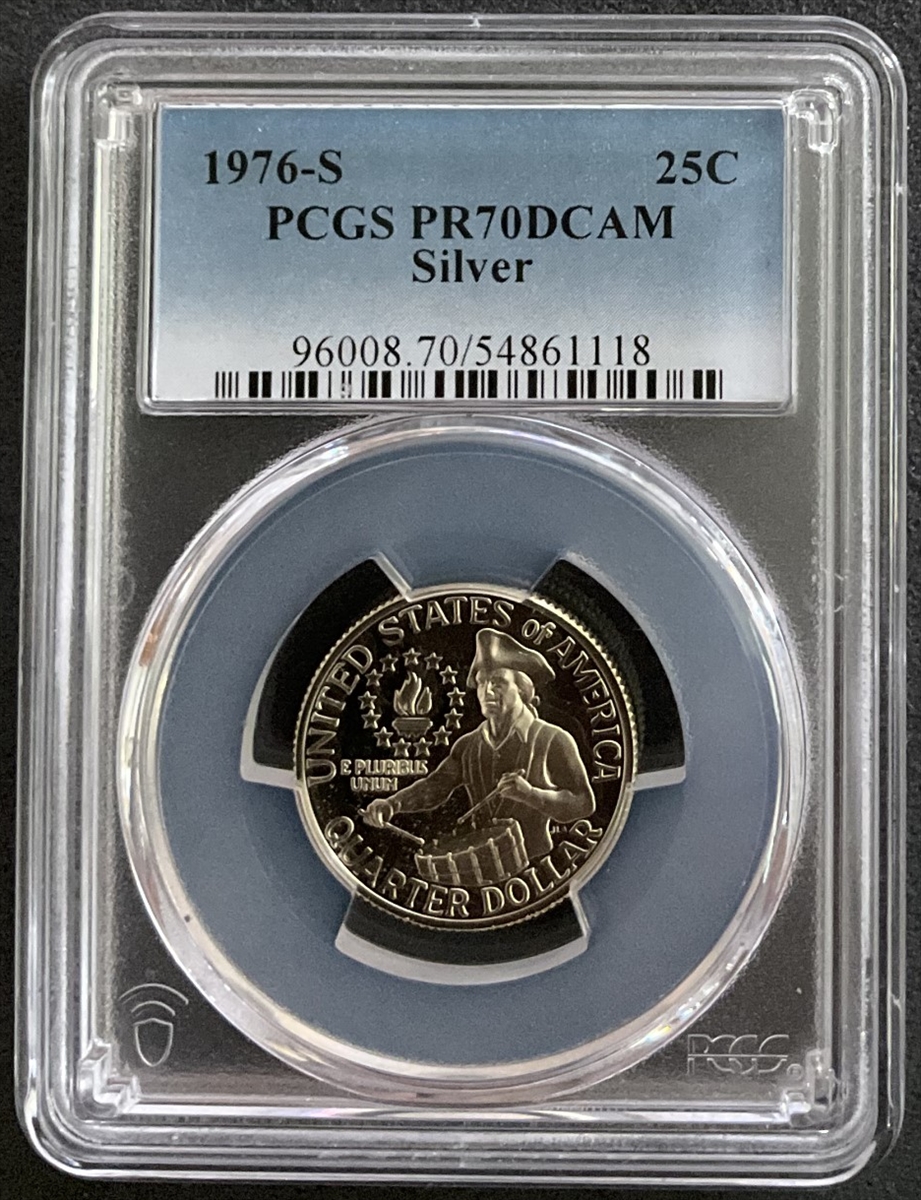 1976-S 25C
PCGS PR70DCAM
Silver
96008.70/54861118
UNITED STATES of AMERICA
E PLURIBUS
UNUM
QUARTER DOLLAR
PCGS